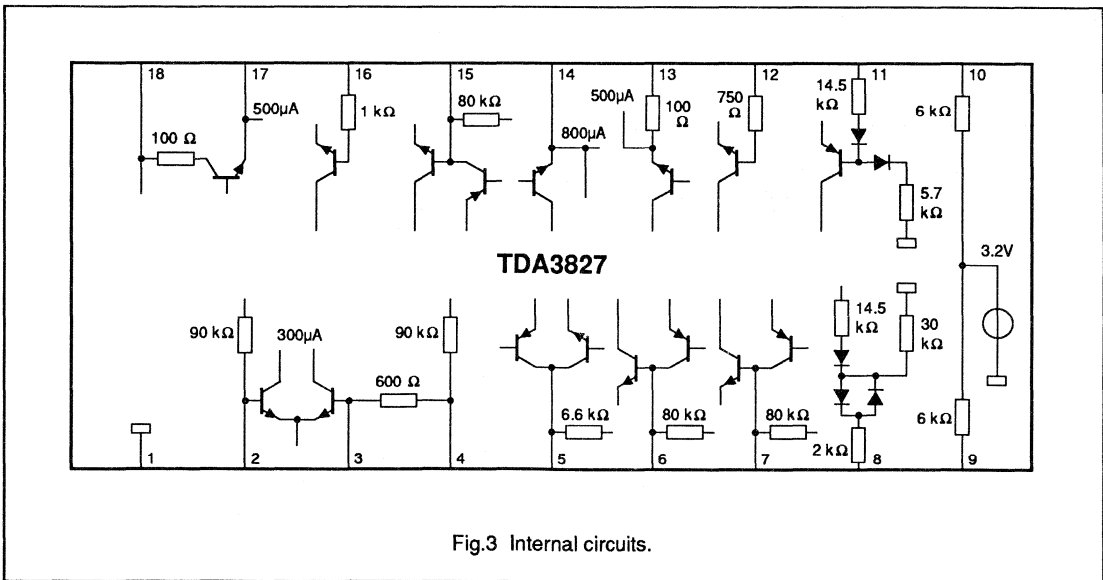 18 17 16 15 14 13 12 11 10
500µA 1 kΩ 80 kΩ 500µA 100 Ω 750 Ω 14.5 kΩ 6 kΩ
100 Ω 800µA
5.7 kΩ
3.2V
TDA3827
90 kΩ 300µA 90 kΩ 14.5 kΩ 30 kΩ
600 Ω
6.6 kΩ 80 kΩ 80 kΩ 2 kΩ 6 kΩ
1 2 3 4 5 6 7 8 9
Fig.3 Internal circuits.